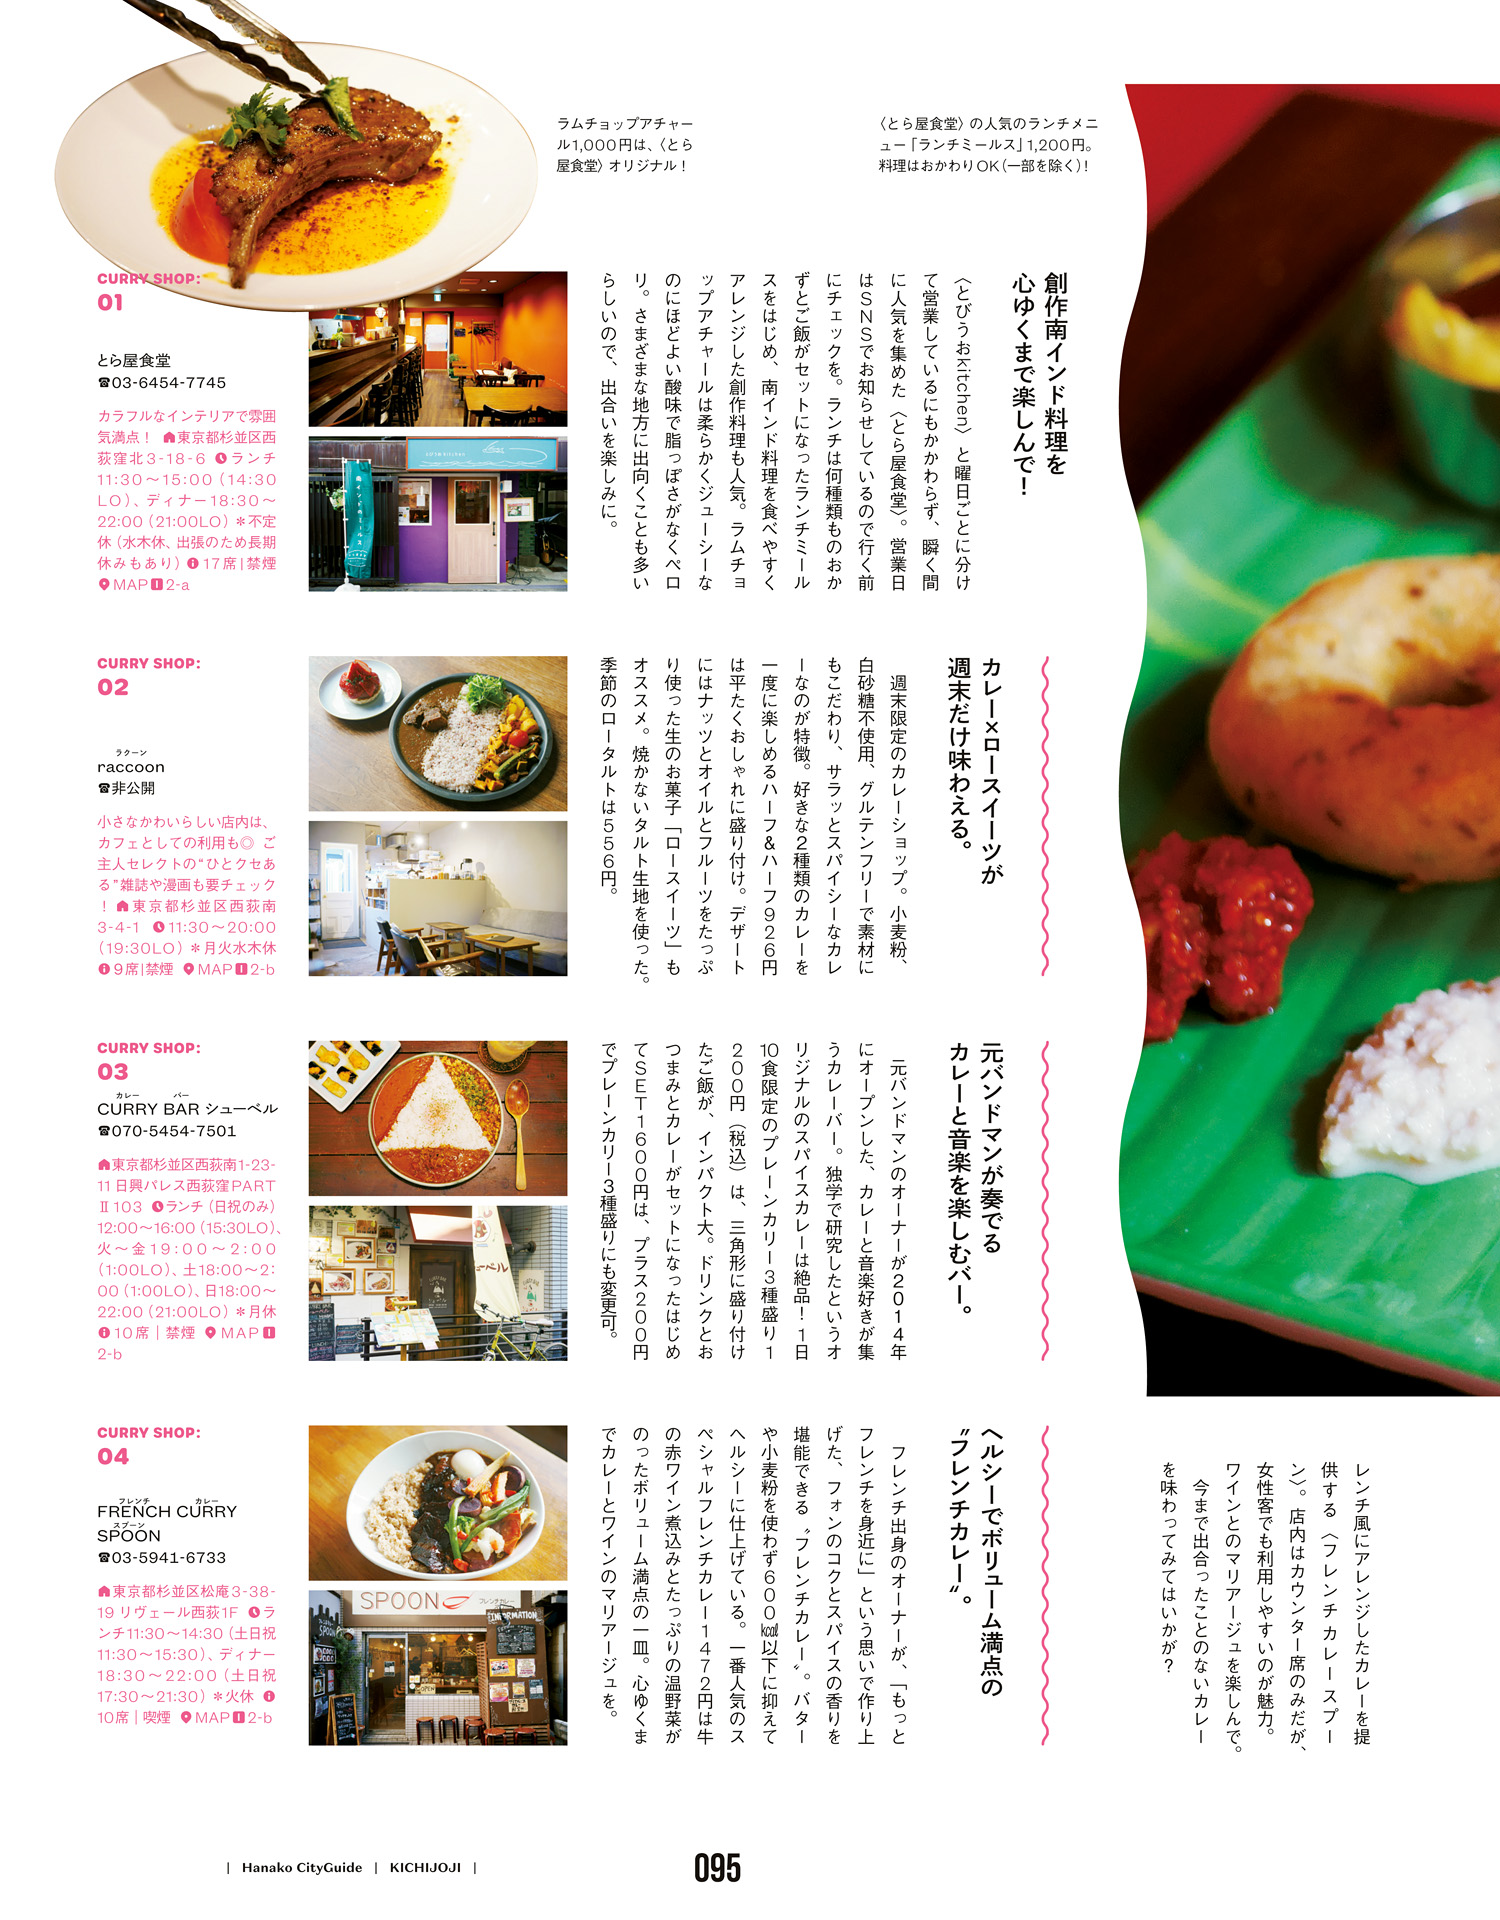 〈とら屋食堂〉の人気のランチメニ
ュー「ランチミールス」1,200円。
料理はおかわりOK（一部を除く）！
ラムチョップアチャー
ル1,000円は、〈とら
屋食堂〉オリジナル！
レンチ風にアレンジしたカレーを提
供する〈フレンチ カレー スプー
ン〉。店内はカウンター席のみだが、
女性客でも利用しやすいのが魅力。
ワインとのマリアージュを楽しんで。
今まで出合ったことのないカレー
を味わってみてはいかが？
創作南インド料理を
心ゆくまで楽しんで！
〈とびうおkitchen〉と曜日ごとに分け
て営業しているにもかかわらず、瞬く間
に人気を集めた〈とら屋食堂〉。営業日
はSNSでお知らせしているので行く前
にチェックを。ランチは何種類ものおか
ずとご飯がセットになったランチミール
スをはじめ、南インド料理を食べやすく
アレンジした創作料理も人気。ラムチョ
ップアチャールは柔らかくジューシーな
のにほどよい酸味で脂っぽさがなくペロ
リ。さまざまな地方に出向くことも多い
らしいので、出合いを楽しみに。
CURRY SHOP:
01
とら屋食堂
☎03-6454-7745
カラフルなインテリアで雰囲
気満点！ 東京都杉並区西
荻窪北3-18-6 ランチ
11:30〜15:00（14:30
LO）、ディナー18:30〜
22:00（21:00LO）＊不定
休（水木休、出張のため長期
休みもあり）17席|禁煙
MAP 1 2-a
南インドのミールス
カレー×ロースイーツが
週末だけ味わえる。
週末限定のカレーショップ。小麦粉、
白砂糖不使用、グルテンフリーで素材に
もこだわり、サラッとスパイシーなカレ
ーなのが特徴。好きな2種類のカレーを
一度に楽しめるハーフ＆ハーフ926円
は平たくおしゃれに盛り付け。デザート
にはナッツとオイルとフルーツをたっぷ
り使った生のお菓子「ロースイーツ」も
オススメ。焼かないタルト生地を使った。
季節のロータルトは556円。
CURRY SHOP:
02
ラクーン
raccoon
☎非公開
小さなかわいらしい店内は、
カフェとしての利用も◎ ご
主人セレクトの“ひとクセあ
る”雑誌や漫画も要チェック
！ 東京都杉並区西荻南
3-4-1 11:30〜20:00
（19:30LO）＊月火水木休
9席|禁煙 MAP 1 2-b
元バンドマンが奏でる
カレーと音楽を楽しむバー。
元バンドマンのオーナーが2014年
にオープンした、カレーと音楽好きが集
うカレーバー。独学で研究したというオ
リジナルのスパイスカレーは絶品！ 1日
10食限定のプレーンカリー3種盛り1
200円（税込）は、三角形に盛り付け
たご飯が、インパクト大。ドリンクとお
つまみとカレーがセットになったはじめ
てSET1600円は、プラス200円
でプレーンカリー3種盛りにも変更可。
CURRY SHOP:
03
カレー バー
CURRY BAR シューベル
☎070-5454-7501
東京都杉並区西荻南1-23-
11 日興パレス西荻窪PART
Ⅱ103 ランチ（日祝のみ）
12:00〜16:00（15:30LO）、
火〜金19:00〜2:00
（1:00LO）、土18:00〜2:
00（1:00LO）、日18:00〜
22:00（21:00LO）＊月休
10席｜禁煙 MAP 1
2-b
ヘルシーでボリューム満点の
〝フレンチカレー〟。
フレンチ出身のオーナーが、「もっと
フレンチを身近に」という思いで作り上
げた、フォンのコクとスパイスの香りを
堪能できる〝フレンチカレー〟。バター
や小麦粉を使わず600㎉以下に抑えて
ヘルシーに仕上げている。一番人気のス
ペシャルフレンチカレー1472円は牛
の赤ワイン煮込みとたっぷりの温野菜が
のったボリューム満点の一皿。心ゆくま
でカレーとワインのマリアージュを。
CURRY SHOP:
04
フレンチ カレー
FRENCH CURRY
スプーン
SPOON
☎03-5941-6733
東京都杉並区松庵3-38-
19 リヴェール西荻1F ラ
ンチ11:30〜14:30（土日祝
11:30〜15:30）、ディナー
18:30〜22:00（土日祝
17:30〜21:30）＊火休
10席｜喫煙 MAP 1 2-b
SPOON
フレンチカレー
INFORMATION
OPEN
| Hanako CityGuide | KICHIJOJI |
095